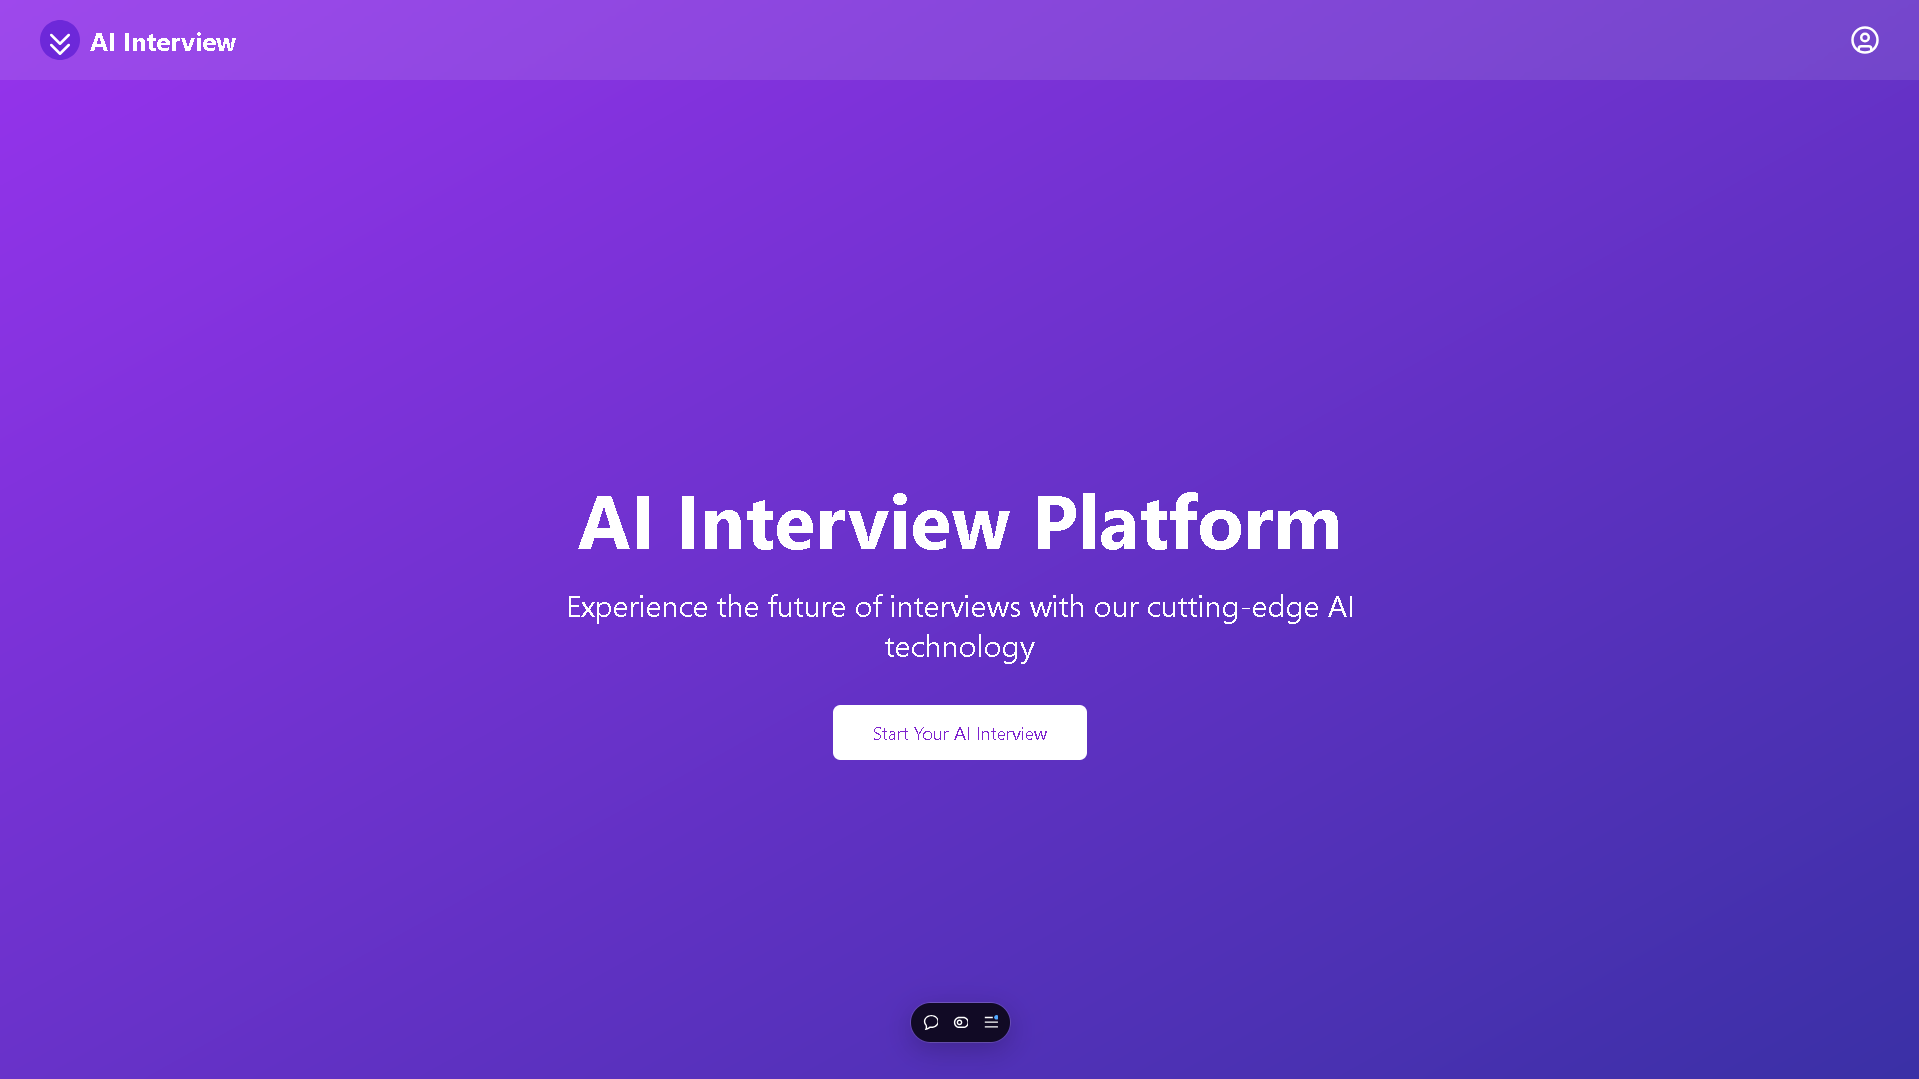 AI Interview
AI Interview Platform
Experience the future of interviews with our cutting-edge AI
technology
Start Your AI Interview